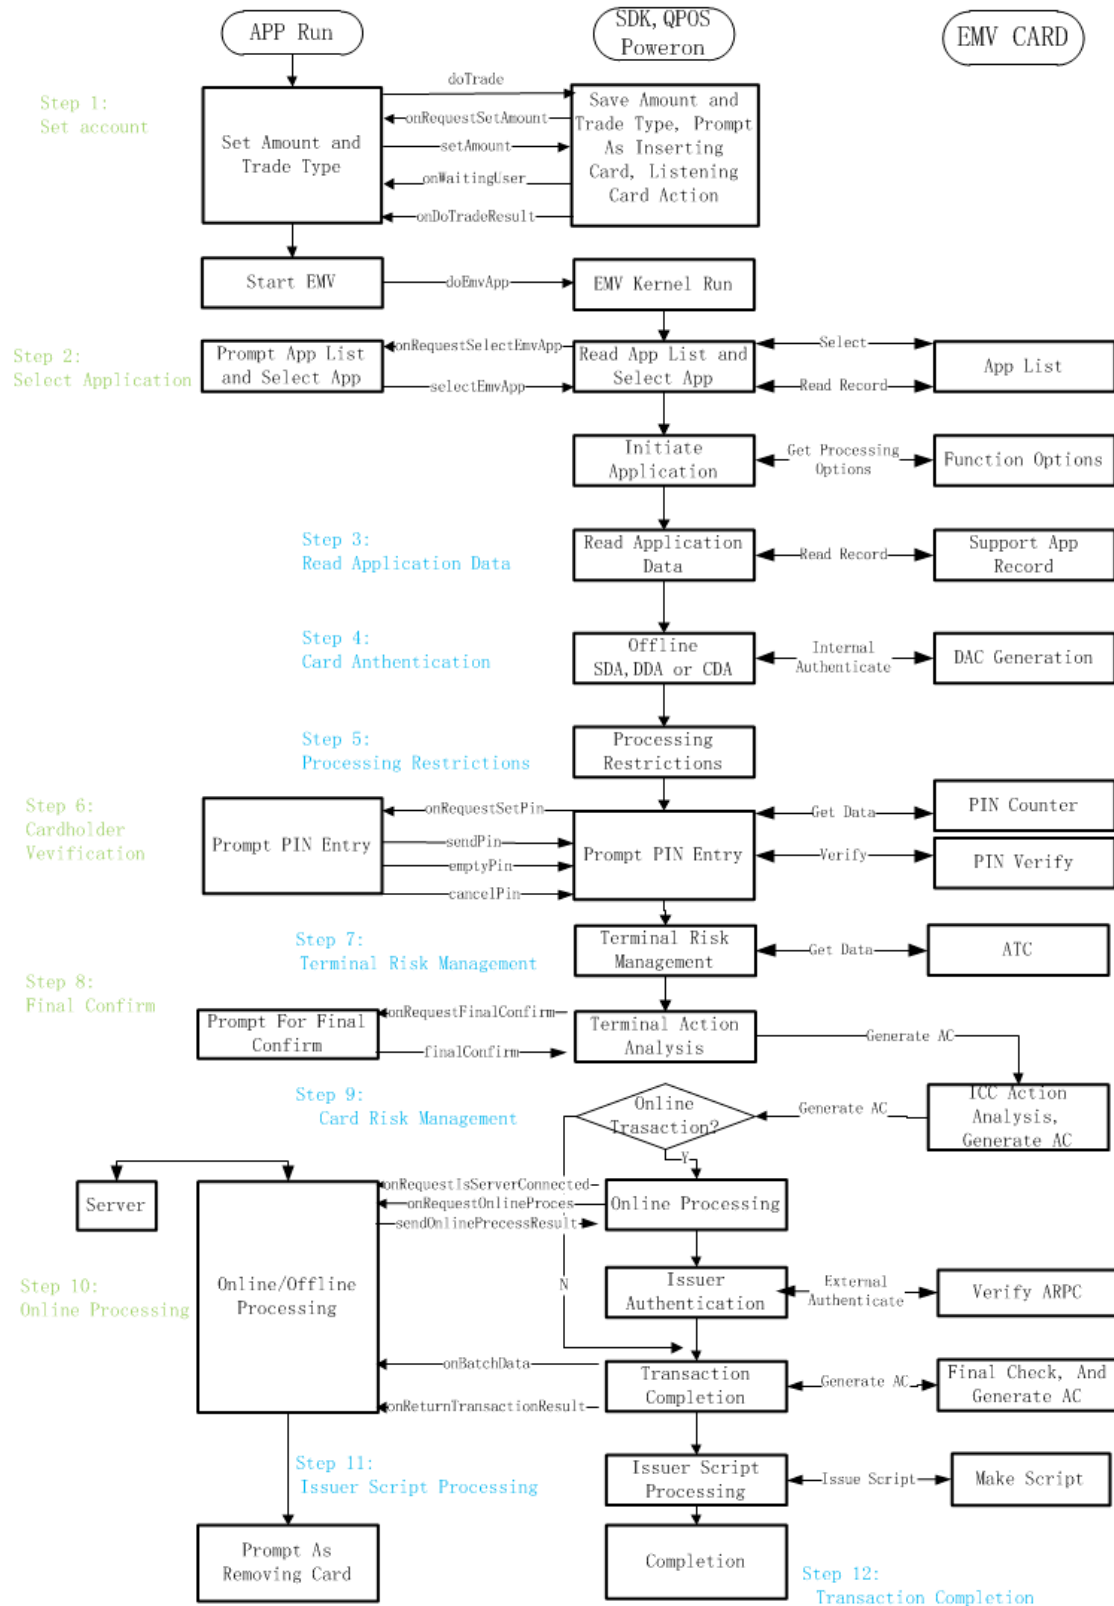 APP Run
SDK,QPOS
Poweron
EMV CARD
Step 1:
Set account
Set Amount and
Trade Type
doTrade
onRequestSetAmount
setAmount
onWaitingUser
onDoTradeResult
Save Amount and
Trade Type, Prompt
As Inserting
Card, Listening
Card Action
Start EMV
doEmvApp
EMV Kernel Run
Step 2:
Select Application
Prompt App List
and Select App
onRequestSelectEmvApp
selectEmvApp
Read App List and
Select App
Select
Read Record
App List
Initiate
Application
Get Processing
Options
Function Options
Step 3:
Read Application Data
Read Application
Data
Read Record
Support App
Record
Step 4:
Card Anthentication
Offline
SDA,DDA or CDA
Internal
Authenticate
DAC Generation
Step 5:
Processing Restrictions
Processing
Restrictions
Step 6:
Cardholder
Vevification
Prompt PIN Entry
onRequestSetPin
sendPin
emptyPin
cancelPin
Prompt PIN Entry
Get Data
Verify
PIN Counter
PIN Verify
Step 7:
Terminal Risk Management
Terminal Risk
Management
Get Data
ATC
Step 8:
Final Confirm
Prompt For Final
Confirm
onRequestFinalConfirm
finalConfirm
Terminal Action
Analysis
Generate AC
Step 9:
Card Risk Management
Online
Trasaction?
Generate AC
ICC Action
Analysis,
Generate AC
Y
Server
onRequestIsServerConnected
onRequestOnlineProces
sendOnlinePrecessResult
Online Processing
Step 10:
Online Processing
Online/Offline
Processing
N
Issuer
Authentication
External
Authenticate
Verify ARPC
onBatchData
onReturnTransactionResult
Transaction
Completion
Generate AC
Final Check, And
Generate AC
Step 11:
Issuer Script Processing
Issuer Script
Processing
Issue Script
Make Script
Prompt As
Removing Card
Completion
Step 12:
Transaction Completion